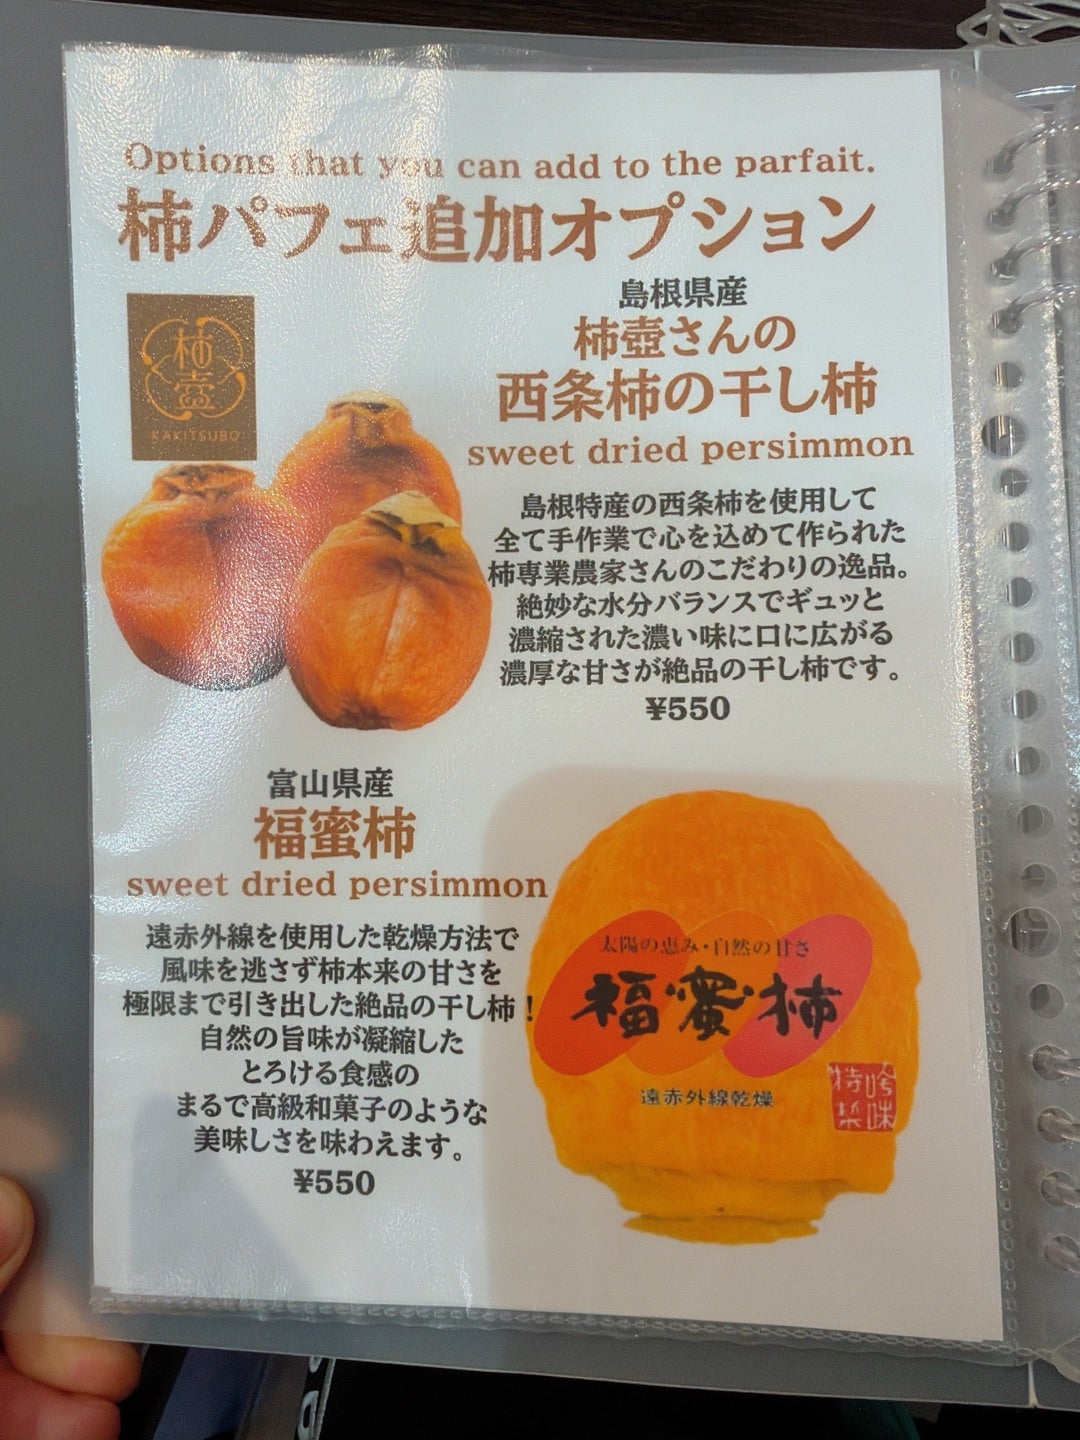 Options that you can add to the parfait.
柿パフェ追加オプション
柿壺
KAKITSUBO
島根県産
柿壺さんの
西条柿の干し柿
sweet dried persimmon
島根特産の西条柿を使用して
全て手作業で心を込めて作られた
柿専業農家さんのこだわりの逸品。
絶妙な水分バランスでギュッと
濃縮された濃い味に口に広がる
濃厚な甘さが絶品の干し柿です。
¥550
富山県産
福蜜柿
sweet dried persimmon
遠赤外線を使用した乾燥方法で
風味を逃さず柿本来の甘さを
極限まで引き出した絶品の干し柿！
自然の旨味が凝縮した
とろける食感の
まるで高級和菓子のような
美味しさを味わえます。
¥550
太陽の恵み・自然の甘さ
福蜜柿
遠赤外線乾燥